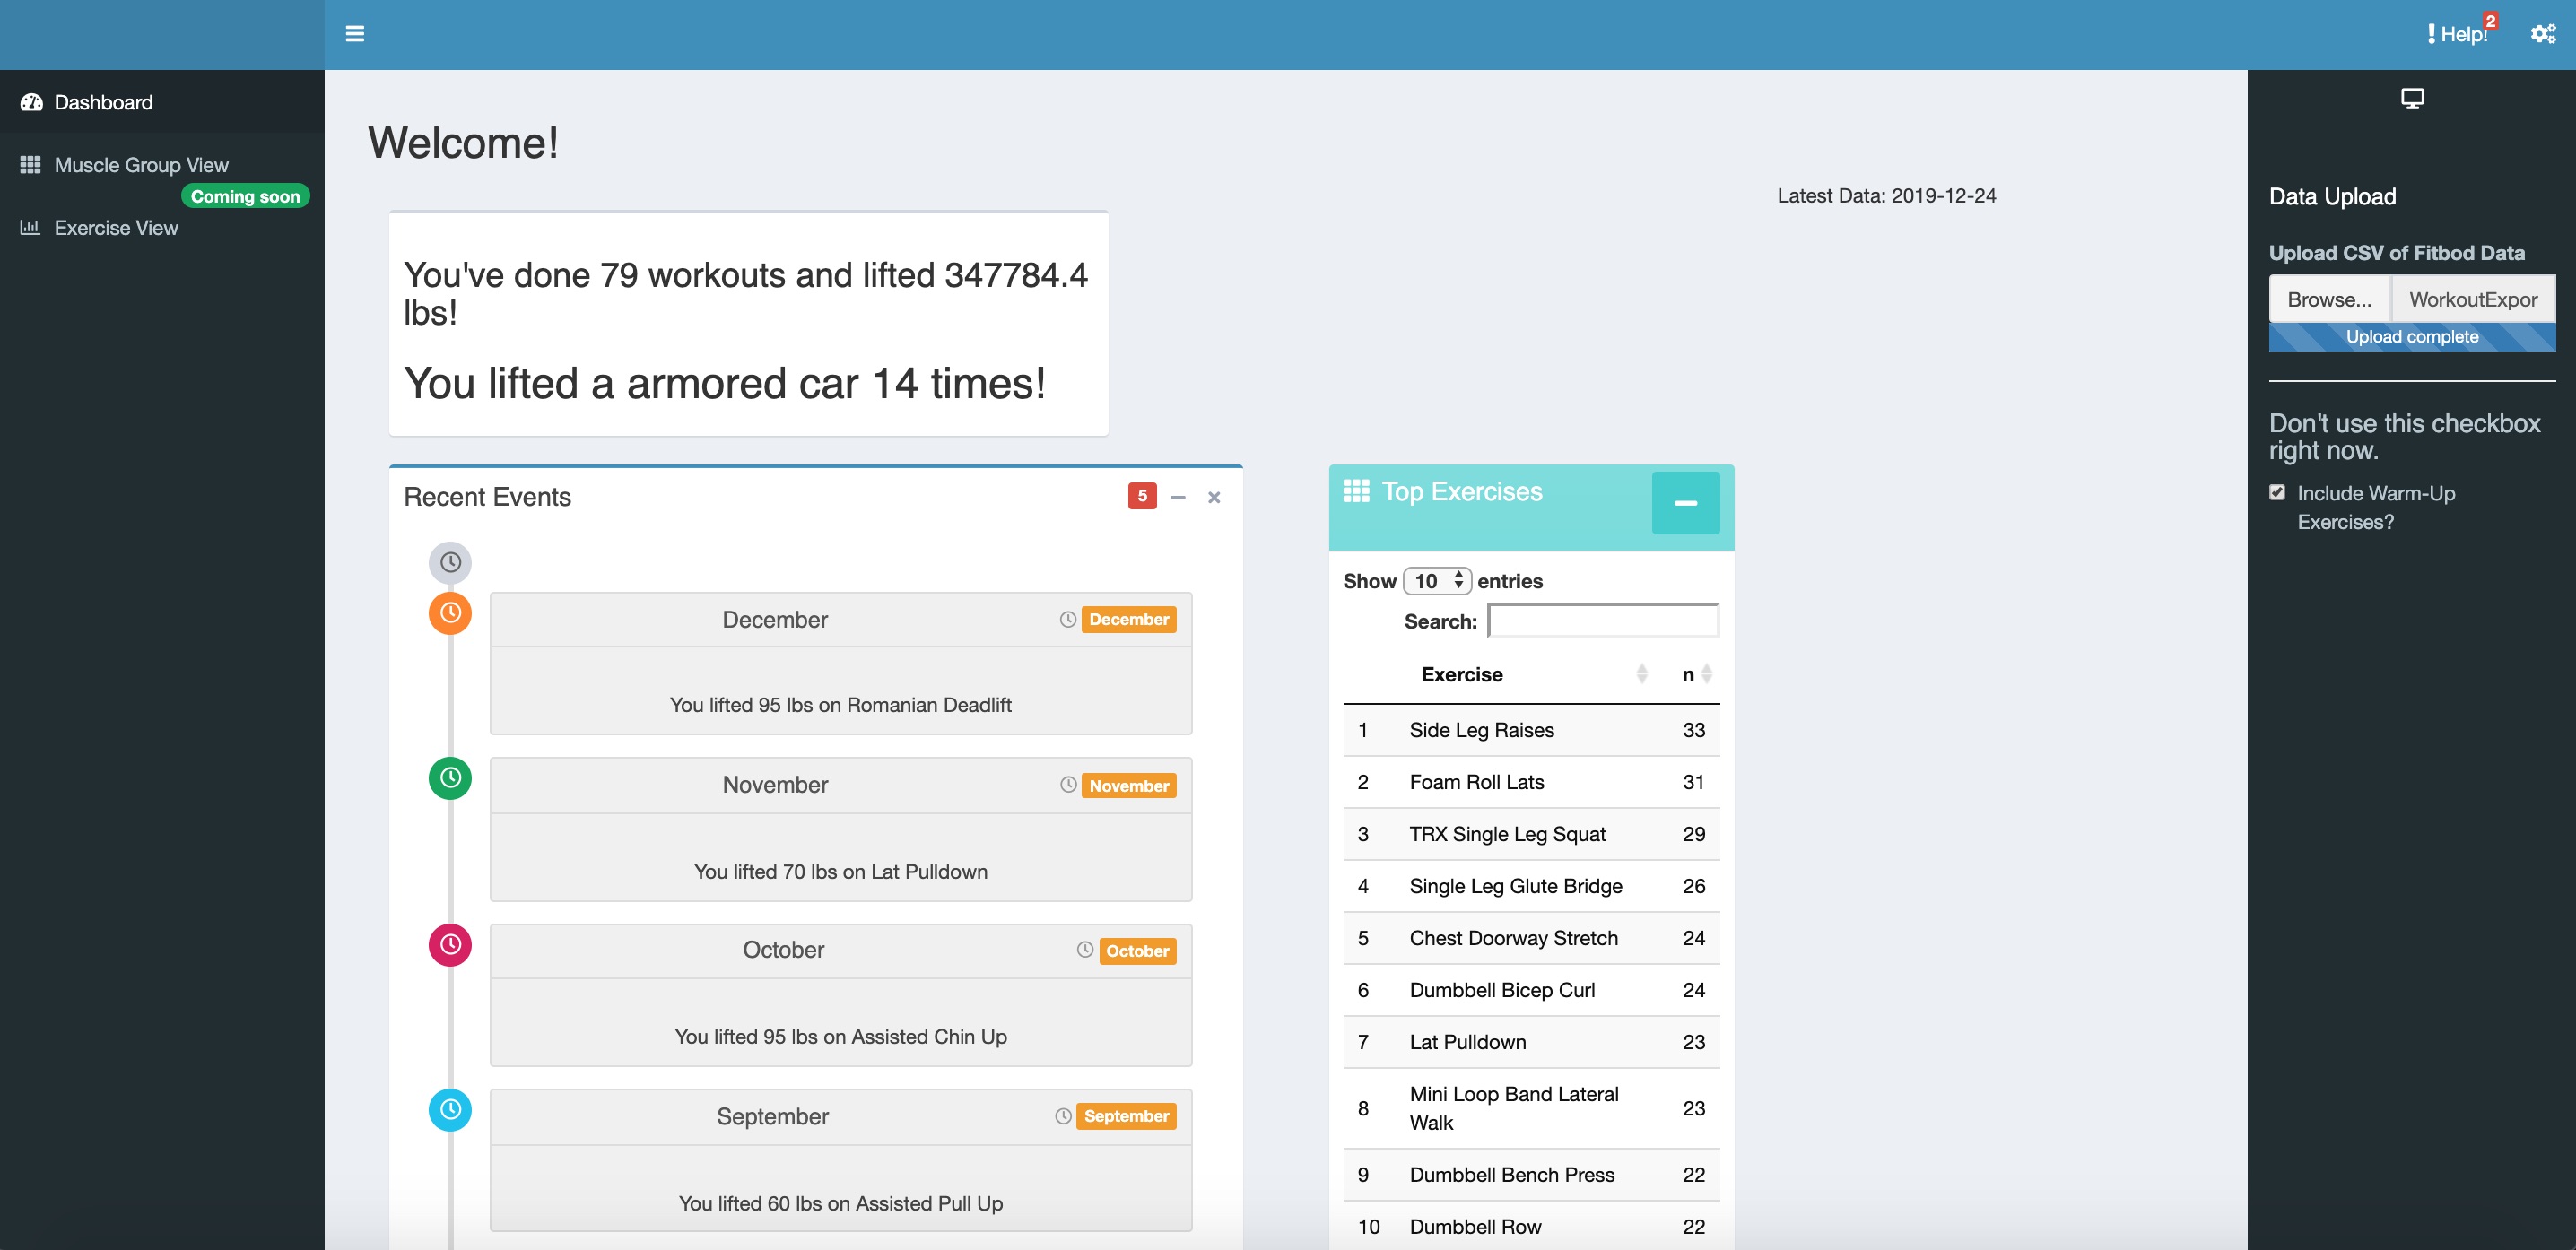 Help!
2
Dashboard
Muscle Group View
Coming soon
Exercise View
Welcome!
Latest Data: 2019-12-24
You've done 79 workouts and lifted 347784.4
lbs!
You lifted a armored car 14 times!
Recent Events
5
December
December
You lifted 95 lbs on Romanian Deadlift
November
November
You lifted 70 lbs on Lat Pulldown
October
October
You lifted 95 lbs on Assisted Chin Up
September
September
You lifted 60 lbs on Assisted Pull Up
Top Exercises
Show 10 entries
Search:
Exercise n
1 Side Leg Raises 33
2 Foam Roll Lats 31
3 TRX Single Leg Squat 29
4 Single Leg Glute Bridge 26
5 Chest Doorway Stretch 24
6 Dumbbell Bicep Curl 24
7 Lat Pulldown 23
8 Mini Loop Band Lateral
Walk 23
9 Dumbbell Bench Press 22
10 Dumbbell Row 22
Data Upload
Upload CSV of Fitbod Data
Browse... WorkoutExpor
Upload complete
Don't use this checkbox
right now.
Include Warm-Up
Exercises?